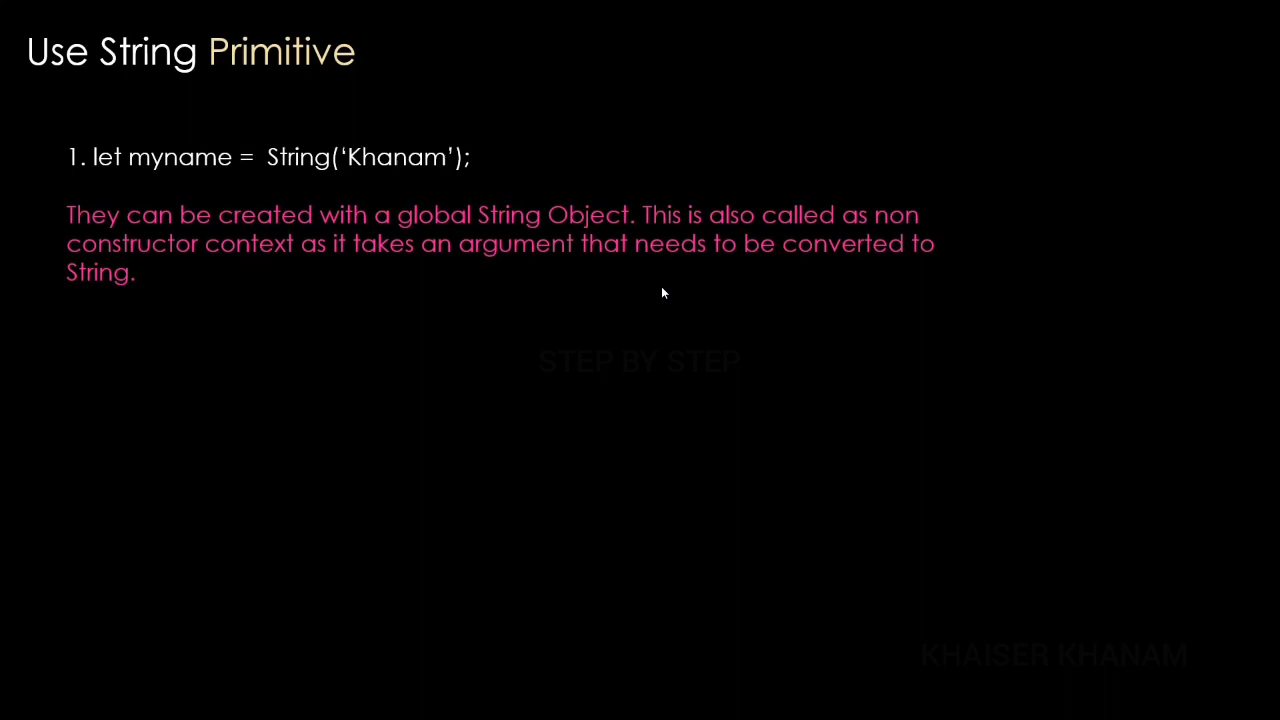 Use String Primitive
1. let myname =  String(‘Khanam’);
They can be created with a global String Object. This is also called as non
constructor context as it takes an argument that needs to be converted to
String.
STEP BY STEP
KHAISER KHANAM